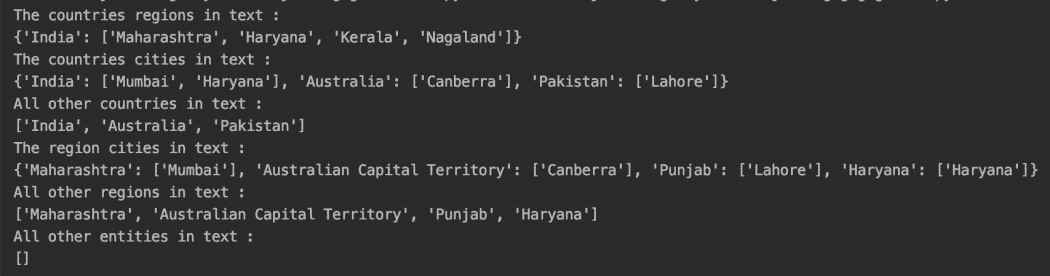 The countries regions in text :
{'India': ['Maharashtra', 'Haryana', 'Kerala', 'Nagaland']}
The countries cities in text :
{'India': ['Mumbai', 'Haryana'], 'Australia': ['Canberra'], 'Pakistan': ['Lahore']}
All other countries in text :
['India', 'Australia', 'Pakistan']
The region cities in text :
{'Maharashtra': ['Mumbai'], 'Australian Capital Territory': ['Canberra'], 'Punjab': ['Lahore'], 'Haryana': ['Haryana']}
All other regions in text :
['Maharashtra', 'Australian Capital Territory', 'Punjab', 'Haryana']
All other entities in text :
[]